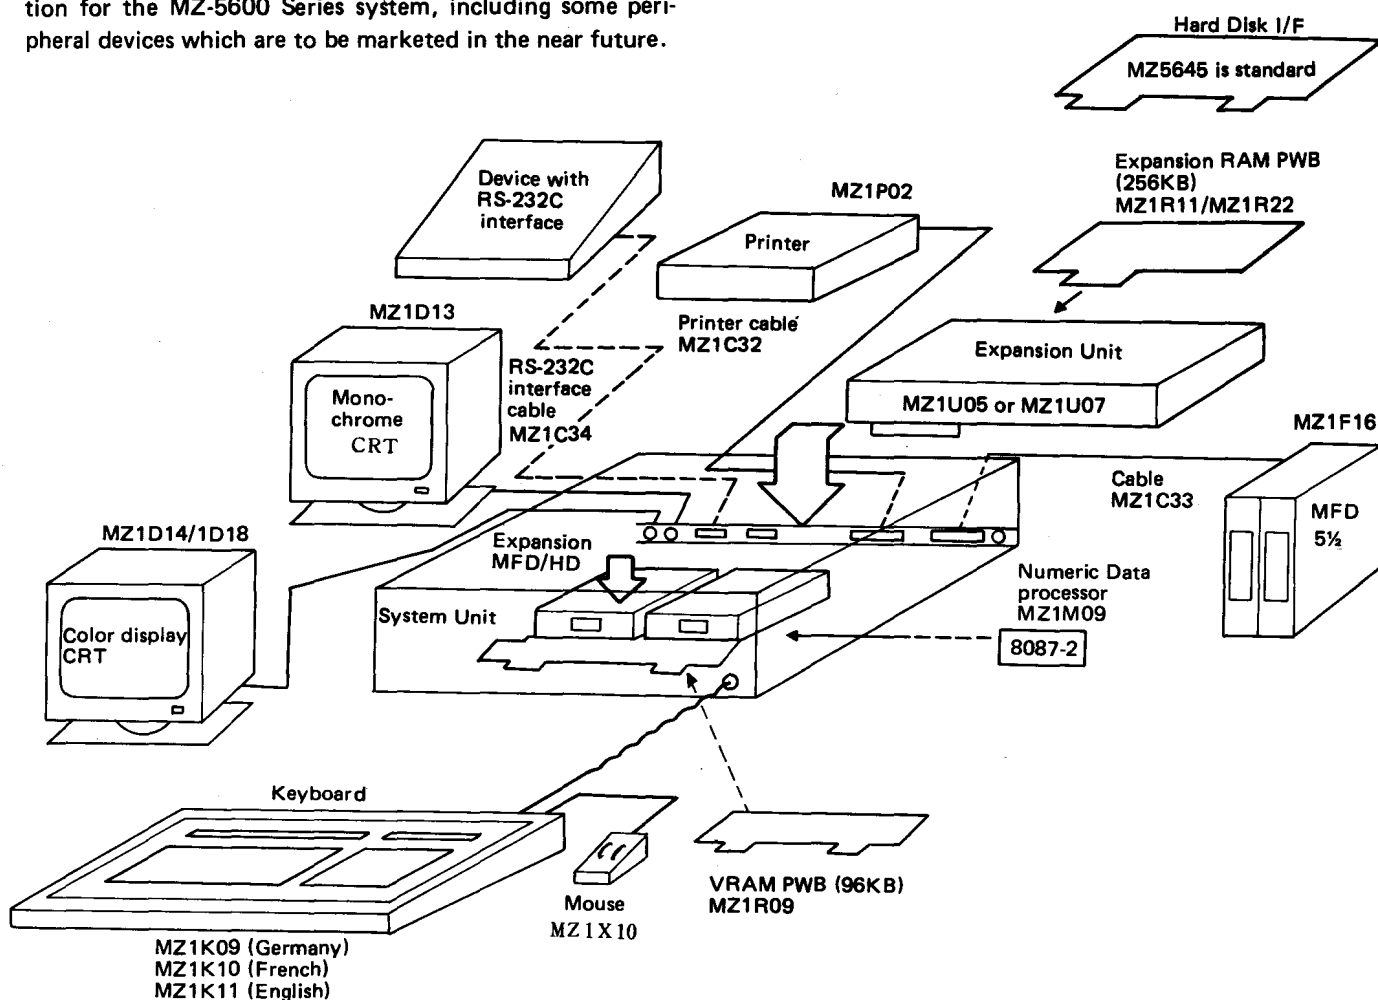 tion for the MZ-5600 Series system, including some peri-
pheral devices which are to be marketed in the near future.
Hard Disk I/F
MZ5645 is standard
Expansion RAM PWB
(256KB)
MZ1R11/MZ1R22
Device with
RS-232C
interface
MZ1P02
Printer
Printer cable
MZ1C32
MZ1D13
Mono-
chrome
CRT
RS-232C
interface
cable
MZ1C34
Expansion Unit
MZ1U05 or MZ1U07
MZ1F16
Cable
MZ1C33
MFD
5½
MZ1D14/1D18
Color display
CRT
Expansion
MFD/HD
System Unit
Numeric Data
processor
MZ1M09
8087-2
Keyboard
MZ1K09 (Germany)
MZ1K10 (French)
MZ1K11 (English)
Mouse
MZ1X10
VRAM PWB (96KB)
MZ1R09